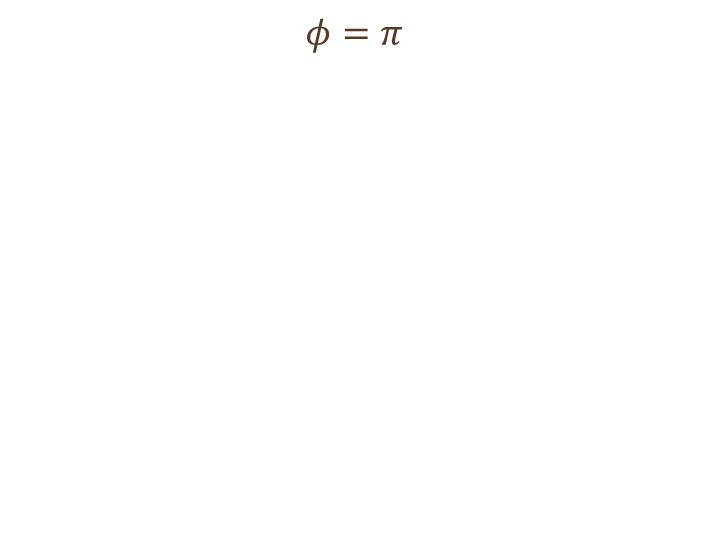 𝜙 = 𝜋